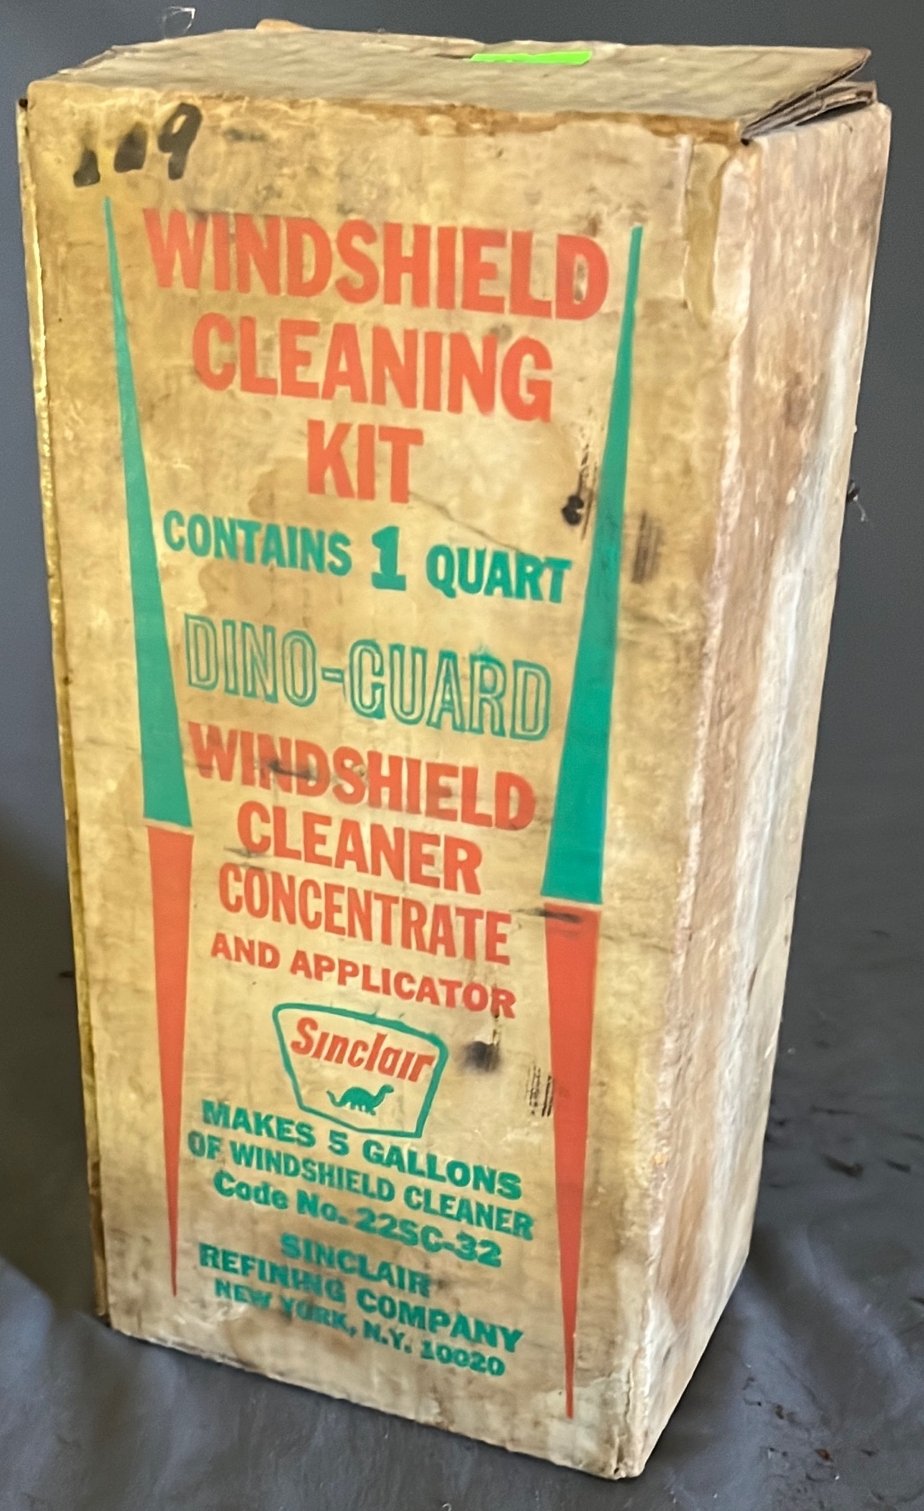 WINDSHIELD
CLEANING
KIT
CONTAINS 1 QUART
DINO-GUARD
WINDSHIELD
CLEANER
CONCENTRATE
AND APPLICATOR
Sinclair
MAKES 5 GALLONS
OF WINDSHIELD CLEANER
Code No. 22SC-32
SINCLAIR
REFINING COMPANY
NEW YORK, N.Y. 10020